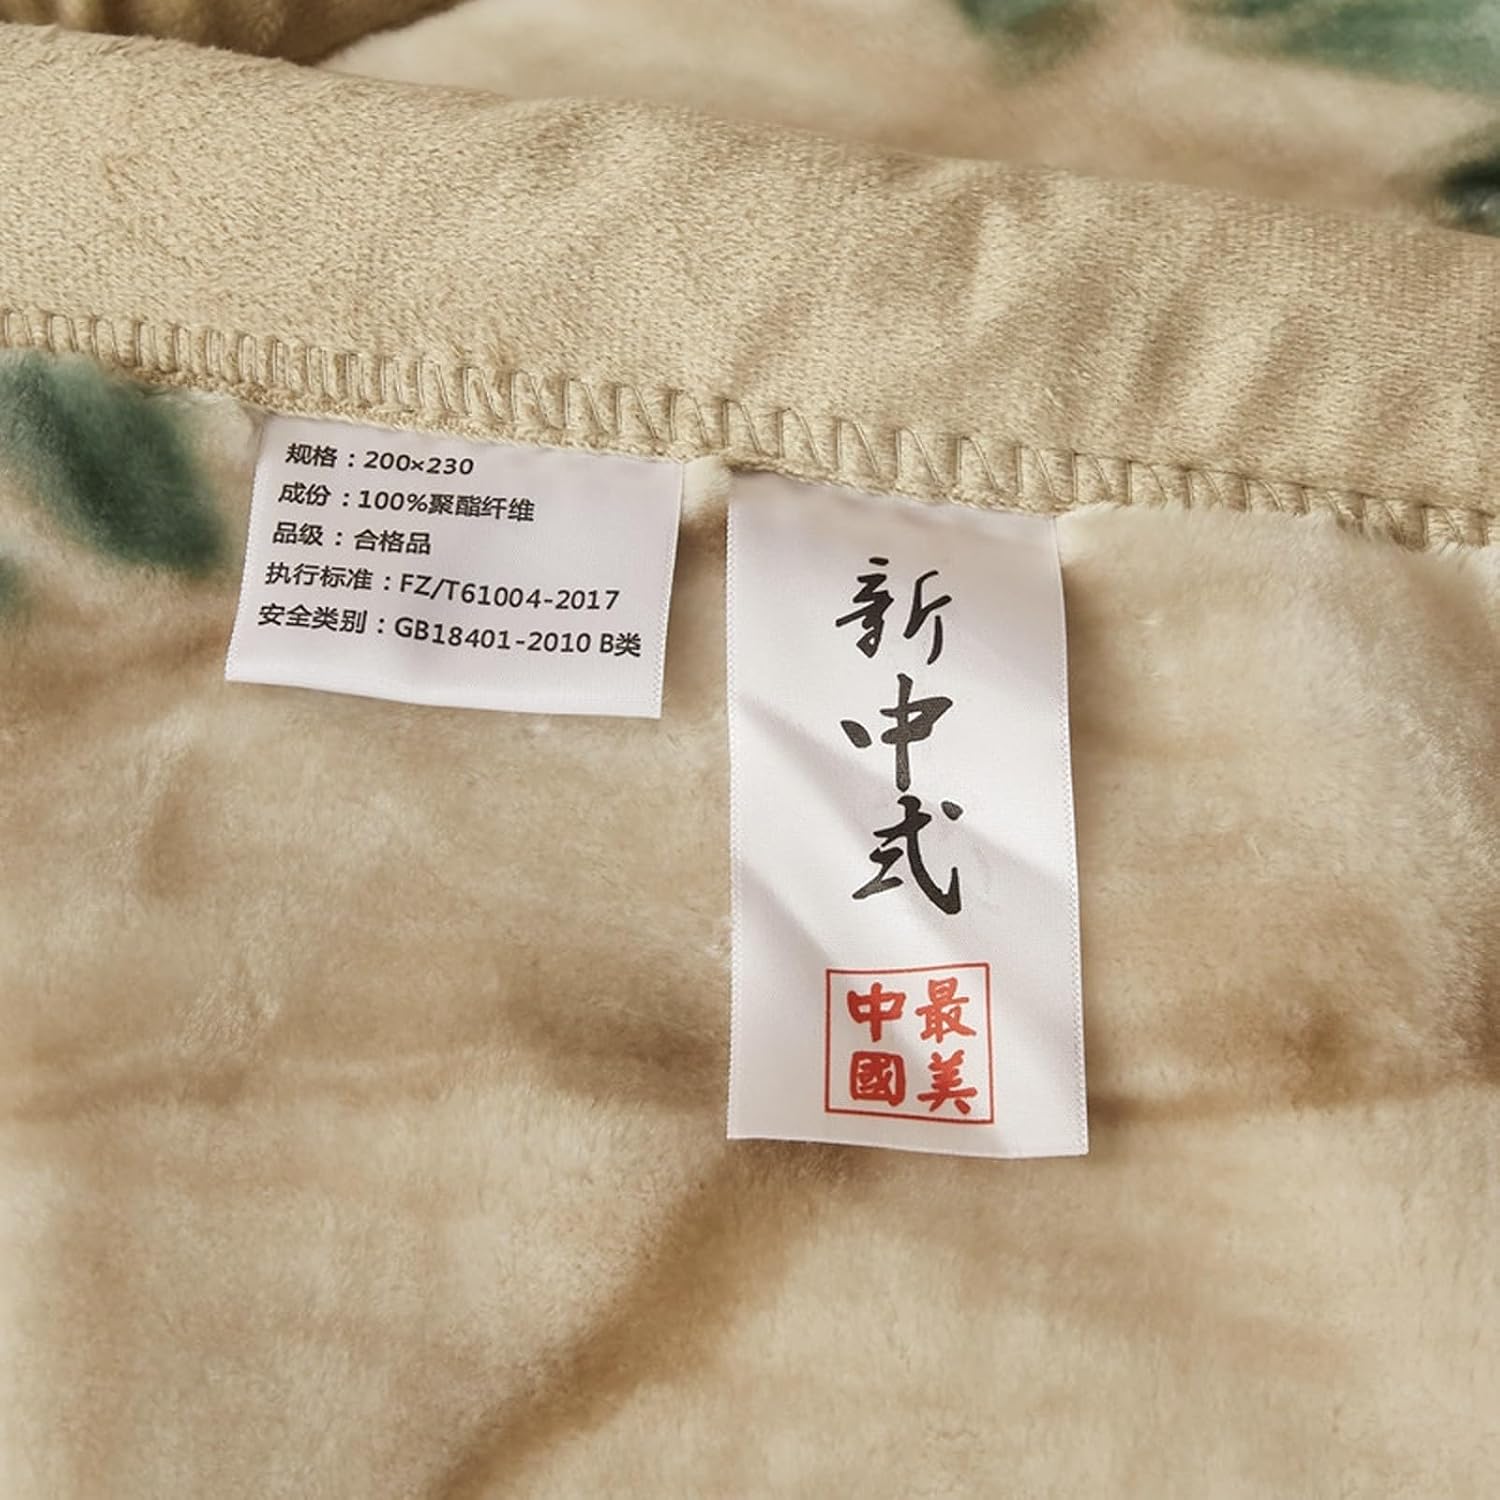 规格：200×230
成份：100%聚酯纤维
品级：合格品
执行标准：FZ/T61004-2017
安全类别：GB18401-2010 B类
新中式
最美
中國